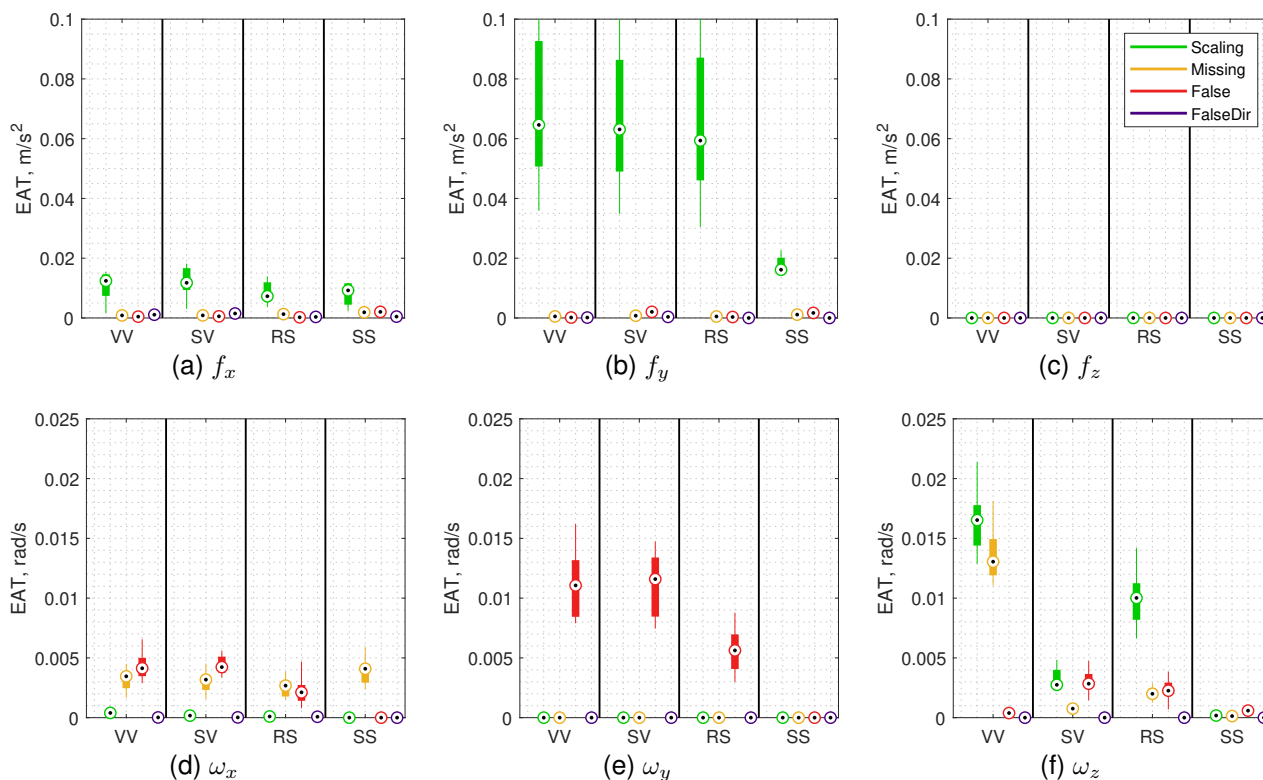 0.1
0.08
0.06
0.04
0.02
0
EAT, m/s²
VV SV RS SS
(a) fₓ
0.1
0.08
0.06
0.04
0.02
0
EAT, m/s²
VV SV RS SS
(b) f_y
0.1
0.08
0.06
0.04
0.02
0
EAT, m/s²
Scaling
Missing
False
FalseDir
VV SV RS SS
(c) f_z
0.025
0.02
0.015
0.01
0.005
0
EAT, rad/s
VV SV RS SS
(d) ωₓ
0.025
0.02
0.015
0.01
0.005
0
EAT, rad/s
VV SV RS SS
(e) ω_y
0.025
0.02
0.015
0.01
0.005
0
EAT, rad/s
VV SV RS SS
(f) ω_z